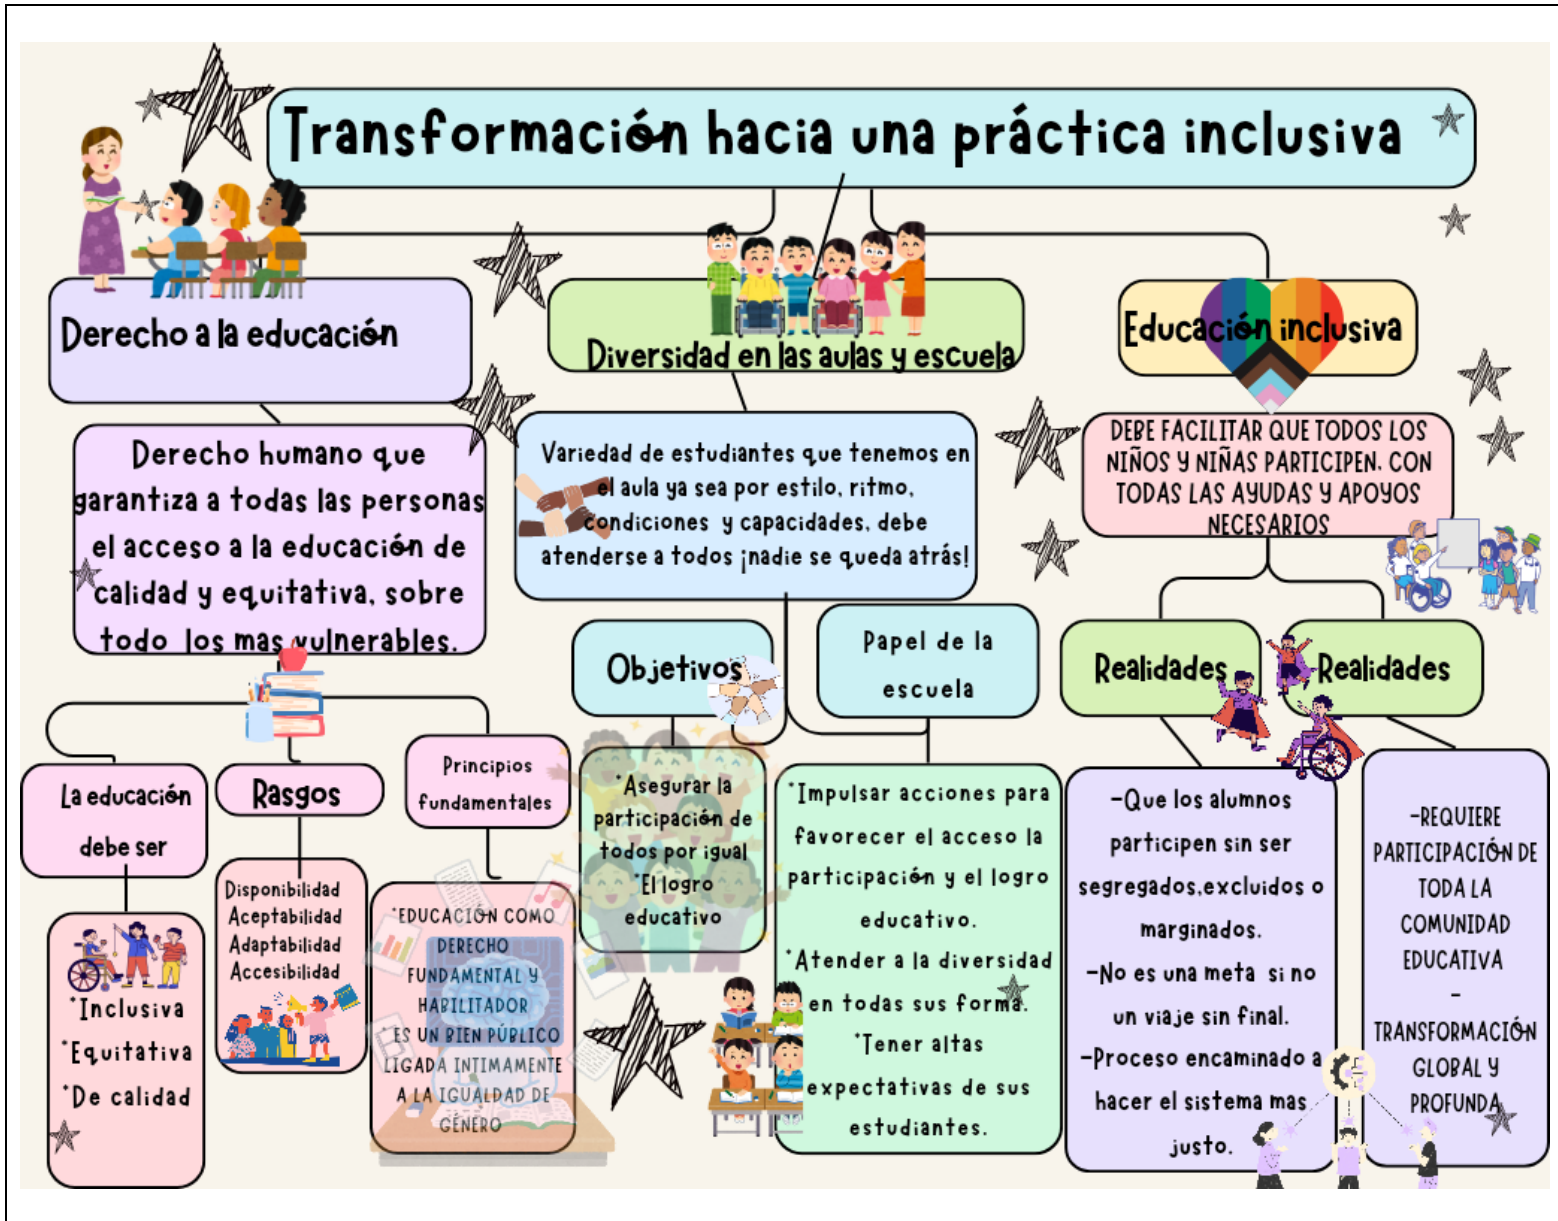 Transformación hacia una práctica inclusiva
Derecho a la educación
Derecho humano que
garantiza a todas las personas
el acceso a la educación de
calidad y equitativa, sobre
todo los mas vulnerables.
La educación
debe ser
*Inclusiva
*Equitativa
*De calidad
Rasgos
Disponibilidad
Aceptabilidad
Adaptabilidad
Accesibilidad
Principios
fundamentales
*EDUCACIÓN COMO
DERECHO
FUNDAMENTAL Y
HABILITADOR
*ES UN BIEN PÚBLICO
LIGADA INTIMAMENTE
A LA IGUALDAD DE
GÉNERO
Diversidad en las aulas y escuela
Variedad de estudiantes que tenemos en
el aula ya sea por estilo, ritmo,
condiciones y capacidades, debe
atenderse a todos ¡nadie se queda atrás!
Objetivos
*Asegurar la
participación de
todos por igual
*El logro
educativo
Papel de la
escuela
*Impulsar acciones para
favorecer el acceso la
participación y el logro
educativo.
*Atender a la diversidad
en todas sus forma.
*Tener altas
expectativas de sus
estudiantes.
Educación inclusiva
DEBE FACILITAR QUE TODOS LOS
NIÑOS Y NIÑAS PARTICIPEN, CON
TODAS LAS AYUDAS Y APOYOS
NECESARIOS
Realidades
-Que los alumnos
participen sin ser
segregados,excluidos o
marginados.
-No es una meta si no
un viaje sin final.
-Proceso encaminado a
hacer el sistema mas
justo.
Realidades
-REQUIERE
PARTICIPACIÓN DE
TODA LA
COMUNIDAD
EDUCATIVA
-
TRANSFORMACIÓN
GLOBAL Y
PROFUNDA